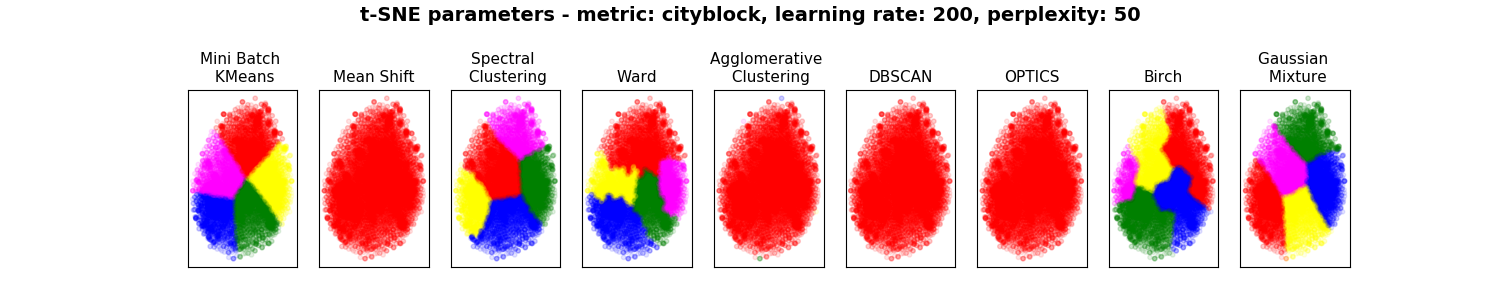 t-SNE parameters - metric: cityblock, learning rate: 200, perplexity: 50
Mini Batch
KMeans
Mean Shift
Spectral
Clustering
Ward
Agglomerative
Clustering
DBSCAN
OPTICS
Birch
Gaussian
Mixture